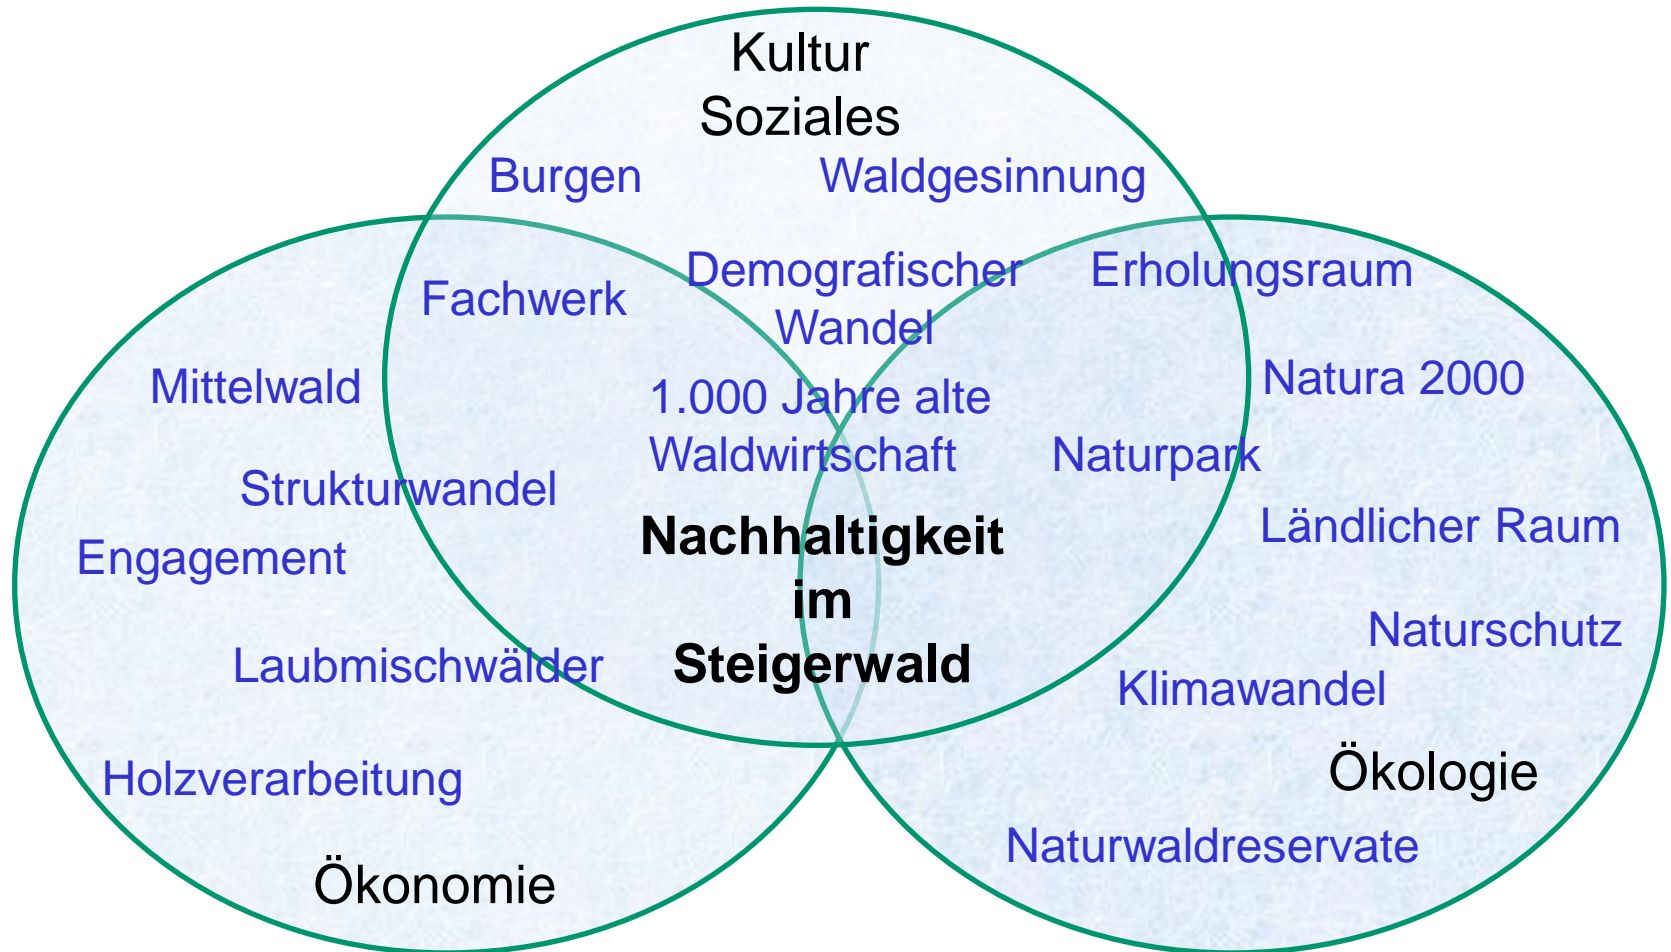 Kultur
Soziales
Burgen
Waldgesinnung
Demografischer
Wandel
Erholungsraum
Fachwerk
Mittelwald
1.000 Jahre alte
Waldwirtschaft
Natura 2000
Naturpark
Strukturwandel
Engagement
Nachhaltigkeit
im
Steigerwald
Ländlicher Raum
Naturschutz
Laubmischwälder
Klimawandel
Holzverarbeitung
Ökologie
Naturwaldreservate
Ökonomie